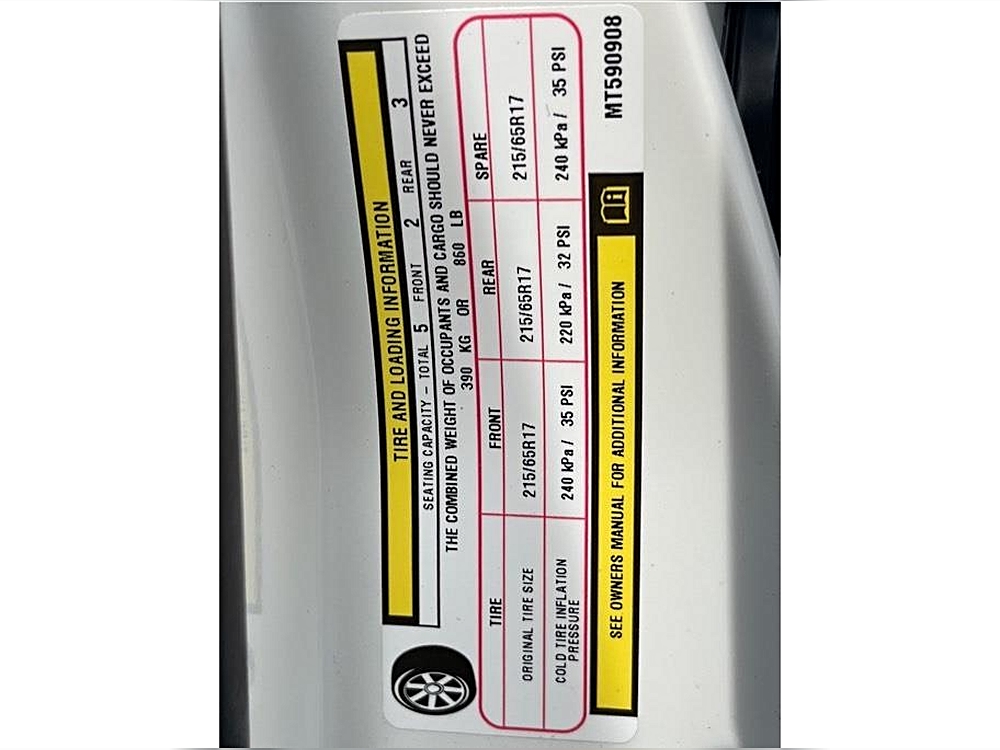 TIRE AND LOADING INFORMATION
SEATING CAPACITY - TOTAL 5 FRONT 2 REAR 3
THE COMBINED WEIGHT OF OCCUPANTS AND CARGO SHOULD NEVER EXCEED
390 KG OR 860 LB
TIRE FRONT REAR SPARE
ORIGINAL TIRE SIZE 215/65R17 215/65R17 215/65R17
COLD TIRE INFLATION PRESSURE 240 kPa / 35 PSI 220 kPa / 32 PSI 240 kPa / 35 PSI
SEE OWNERS MANUAL FOR ADDITIONAL INFORMATION
MT590908